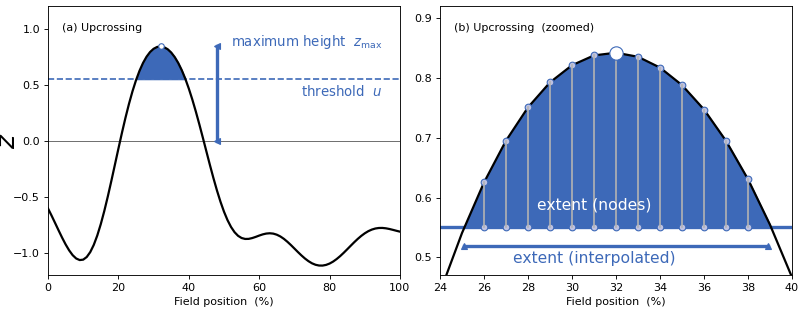 (a) Upcrossing
maximum height z_max
threshold u
Z
1.0
0.5
0.0
−0.5
−1.0
0 20 40 60 80 100
Field position (%)
(b) Upcrossing (zoomed)
extent (nodes)
extent (interpolated)
0.9
0.8
0.7
0.6
0.5
24 26 28 30 32 34 36 38 40
Field position (%)